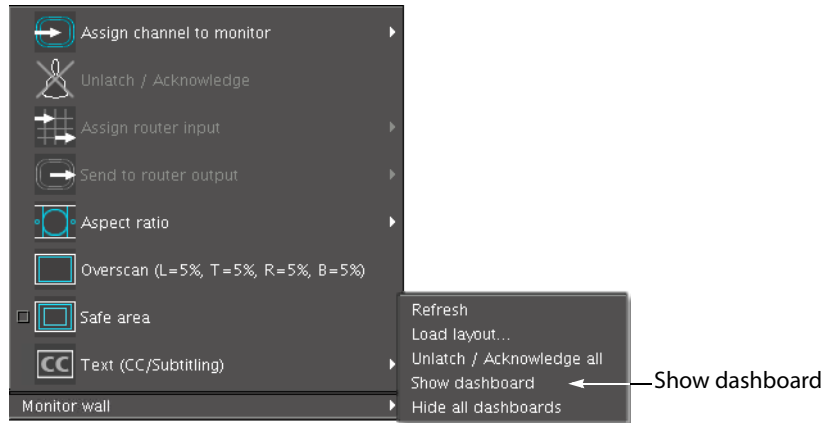 Assign channel to monitor
Unlatch / Acknowledge
Assign router input
Send to router output
Aspect ratio
Overscan (L=5%, T=5%, R=5%, B=5%)
Safe area
CC Text (CC/Subtitling)
Monitor wall
Refresh
Load layout...
Unlatch / Acknowledge all
Show dashboard
Hide all dashboards
Show dashboard